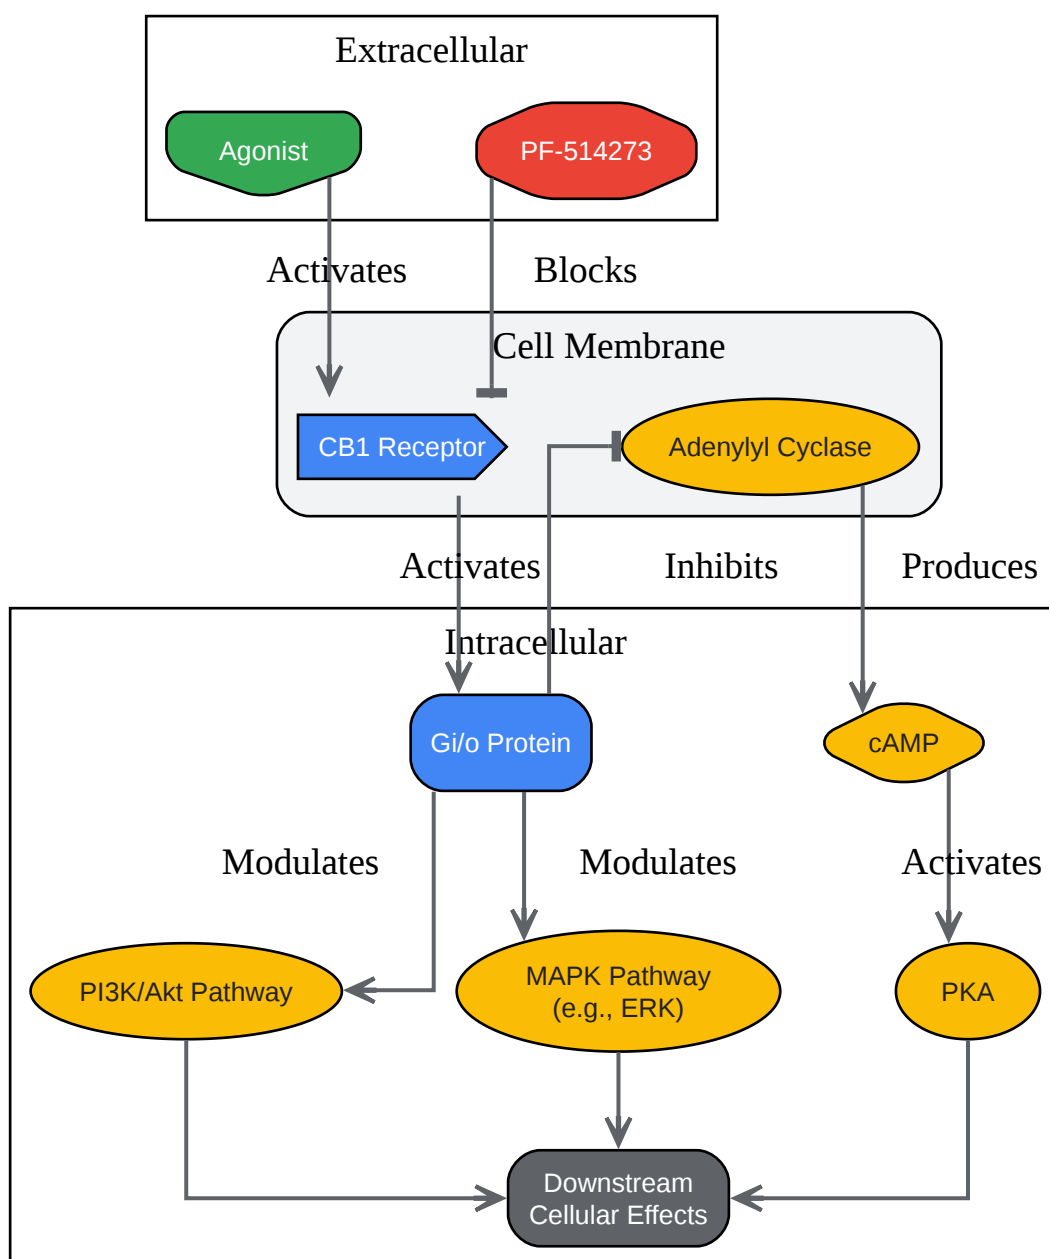 Extracellular
Agonist
PF-514273
Activates
Blocks
Cell Membrane
CB1 Receptor
Adenylyl Cyclase
Activates
Inhibits
Produces
Intracellular
Gi/o Protein
cAMP
Modulates
Modulates
Activates
PI3K/Akt Pathway
MAPK Pathway
(e.g., ERK)
PKA
Downstream
Cellular Effects